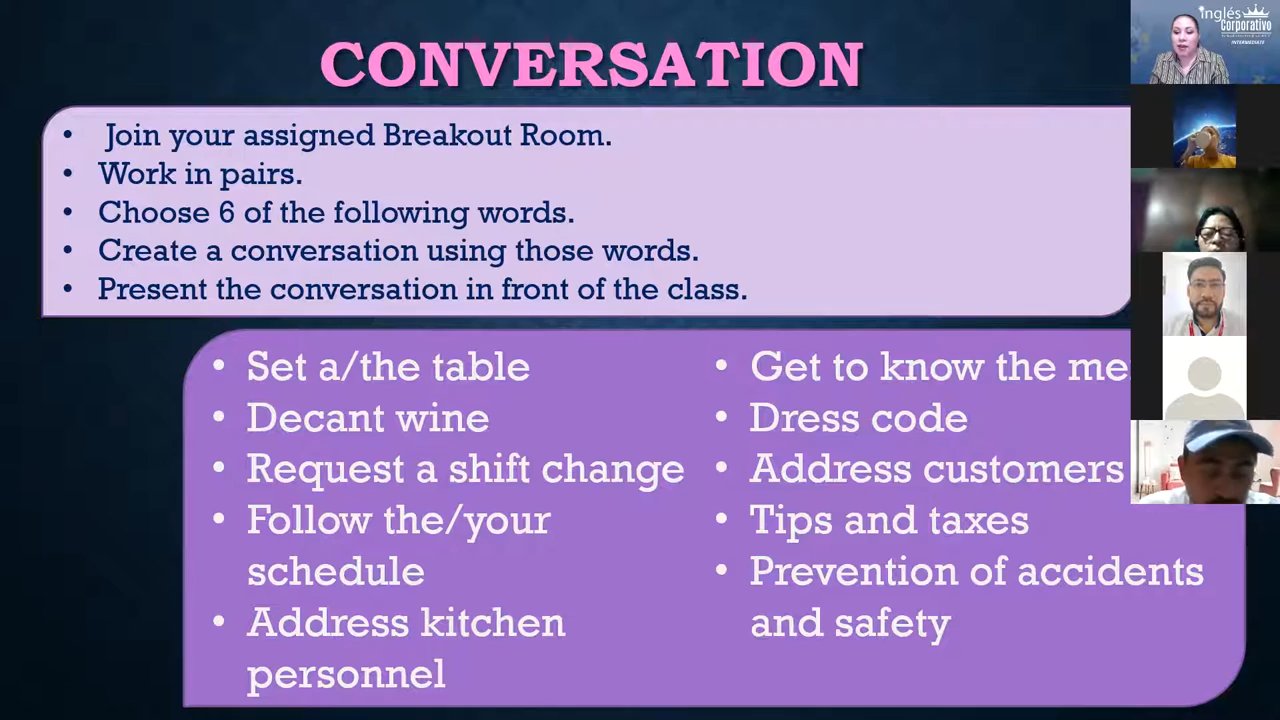 CONVERSATION
• Join your assigned Breakout Room.
• Work in pairs.
• Choose 6 of the following words.
• Create a conversation using those words.
• Present the conversation in front of the class.
• Set a/the table
• Decant wine
• Request a shift change
• Follow the/your
schedule
• Address kitchen
personnel
• Get to know the me
• Dress code
• Address customers
• Tips and taxes
• Prevention of accidents
and safety
inglés
Corporativo
INTERMEDIATE